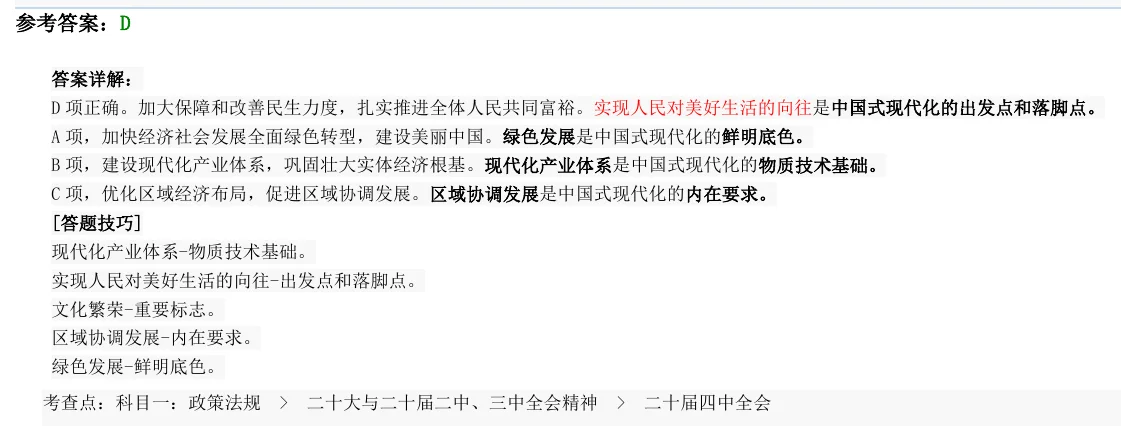 参考答案：D
答案详解：
D 项正确。加大保障和改善民生力度，扎实推进全体人民共同富裕。实现人民对美好生活的向往是中国式现代化的出发点和落脚点。
A 项，加快经济社会发展全面绿色转型，建设美丽中国。绿色发展是中国式现代化的鲜明底色。
B 项，建设现代化产业体系，巩固壮大实体经济根基。现代化产业体系是中国式现代化的物质技术基础。
C 项，优化区域经济布局，促进区域协调发展。区域协调发展是中国式现代化的内在要求。
[答题技巧]
现代化产业体系-物质技术基础。
实现人民对美好生活的向往-出发点和落脚点。
文化繁荣-重要标志。
区域协调发展-内在要求。
绿色发展-鲜明底色。
考查点：科目一：政策法规 > 二十大与二十届二中、三中全会精神 > 二十届四中全会